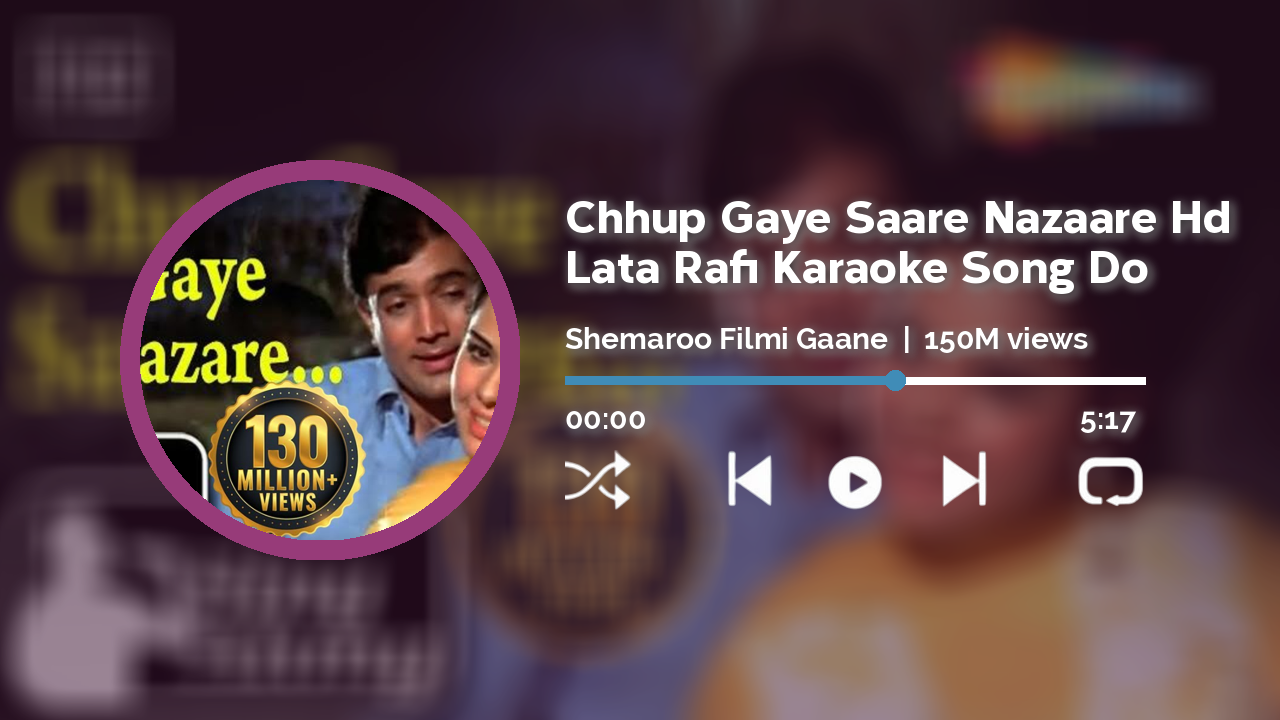 Gaye
azare...
130
MILLION+
VIEWS
Chhup Gaye Saare Nazaare Hd
Lata Rafi Karaoke Song Do
Shemaroo Filmi Gaane | 150M views
00:00
5:17